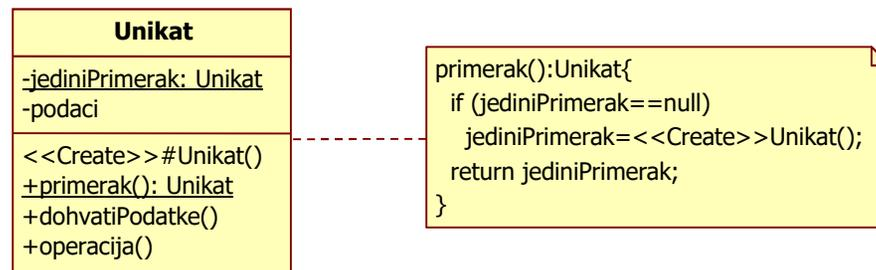 Unikat
-jediniPrimerak: Unikat
-podaci
<<Create>>#Unikat()
+primerak(): Unikat
+dohvatiPodatke()
+operacija()
primerak():Unikat{
if (jediniPrimerak==null)
jediniPrimerak=<<Create>>Unikat();
return jediniPrimerak;
}